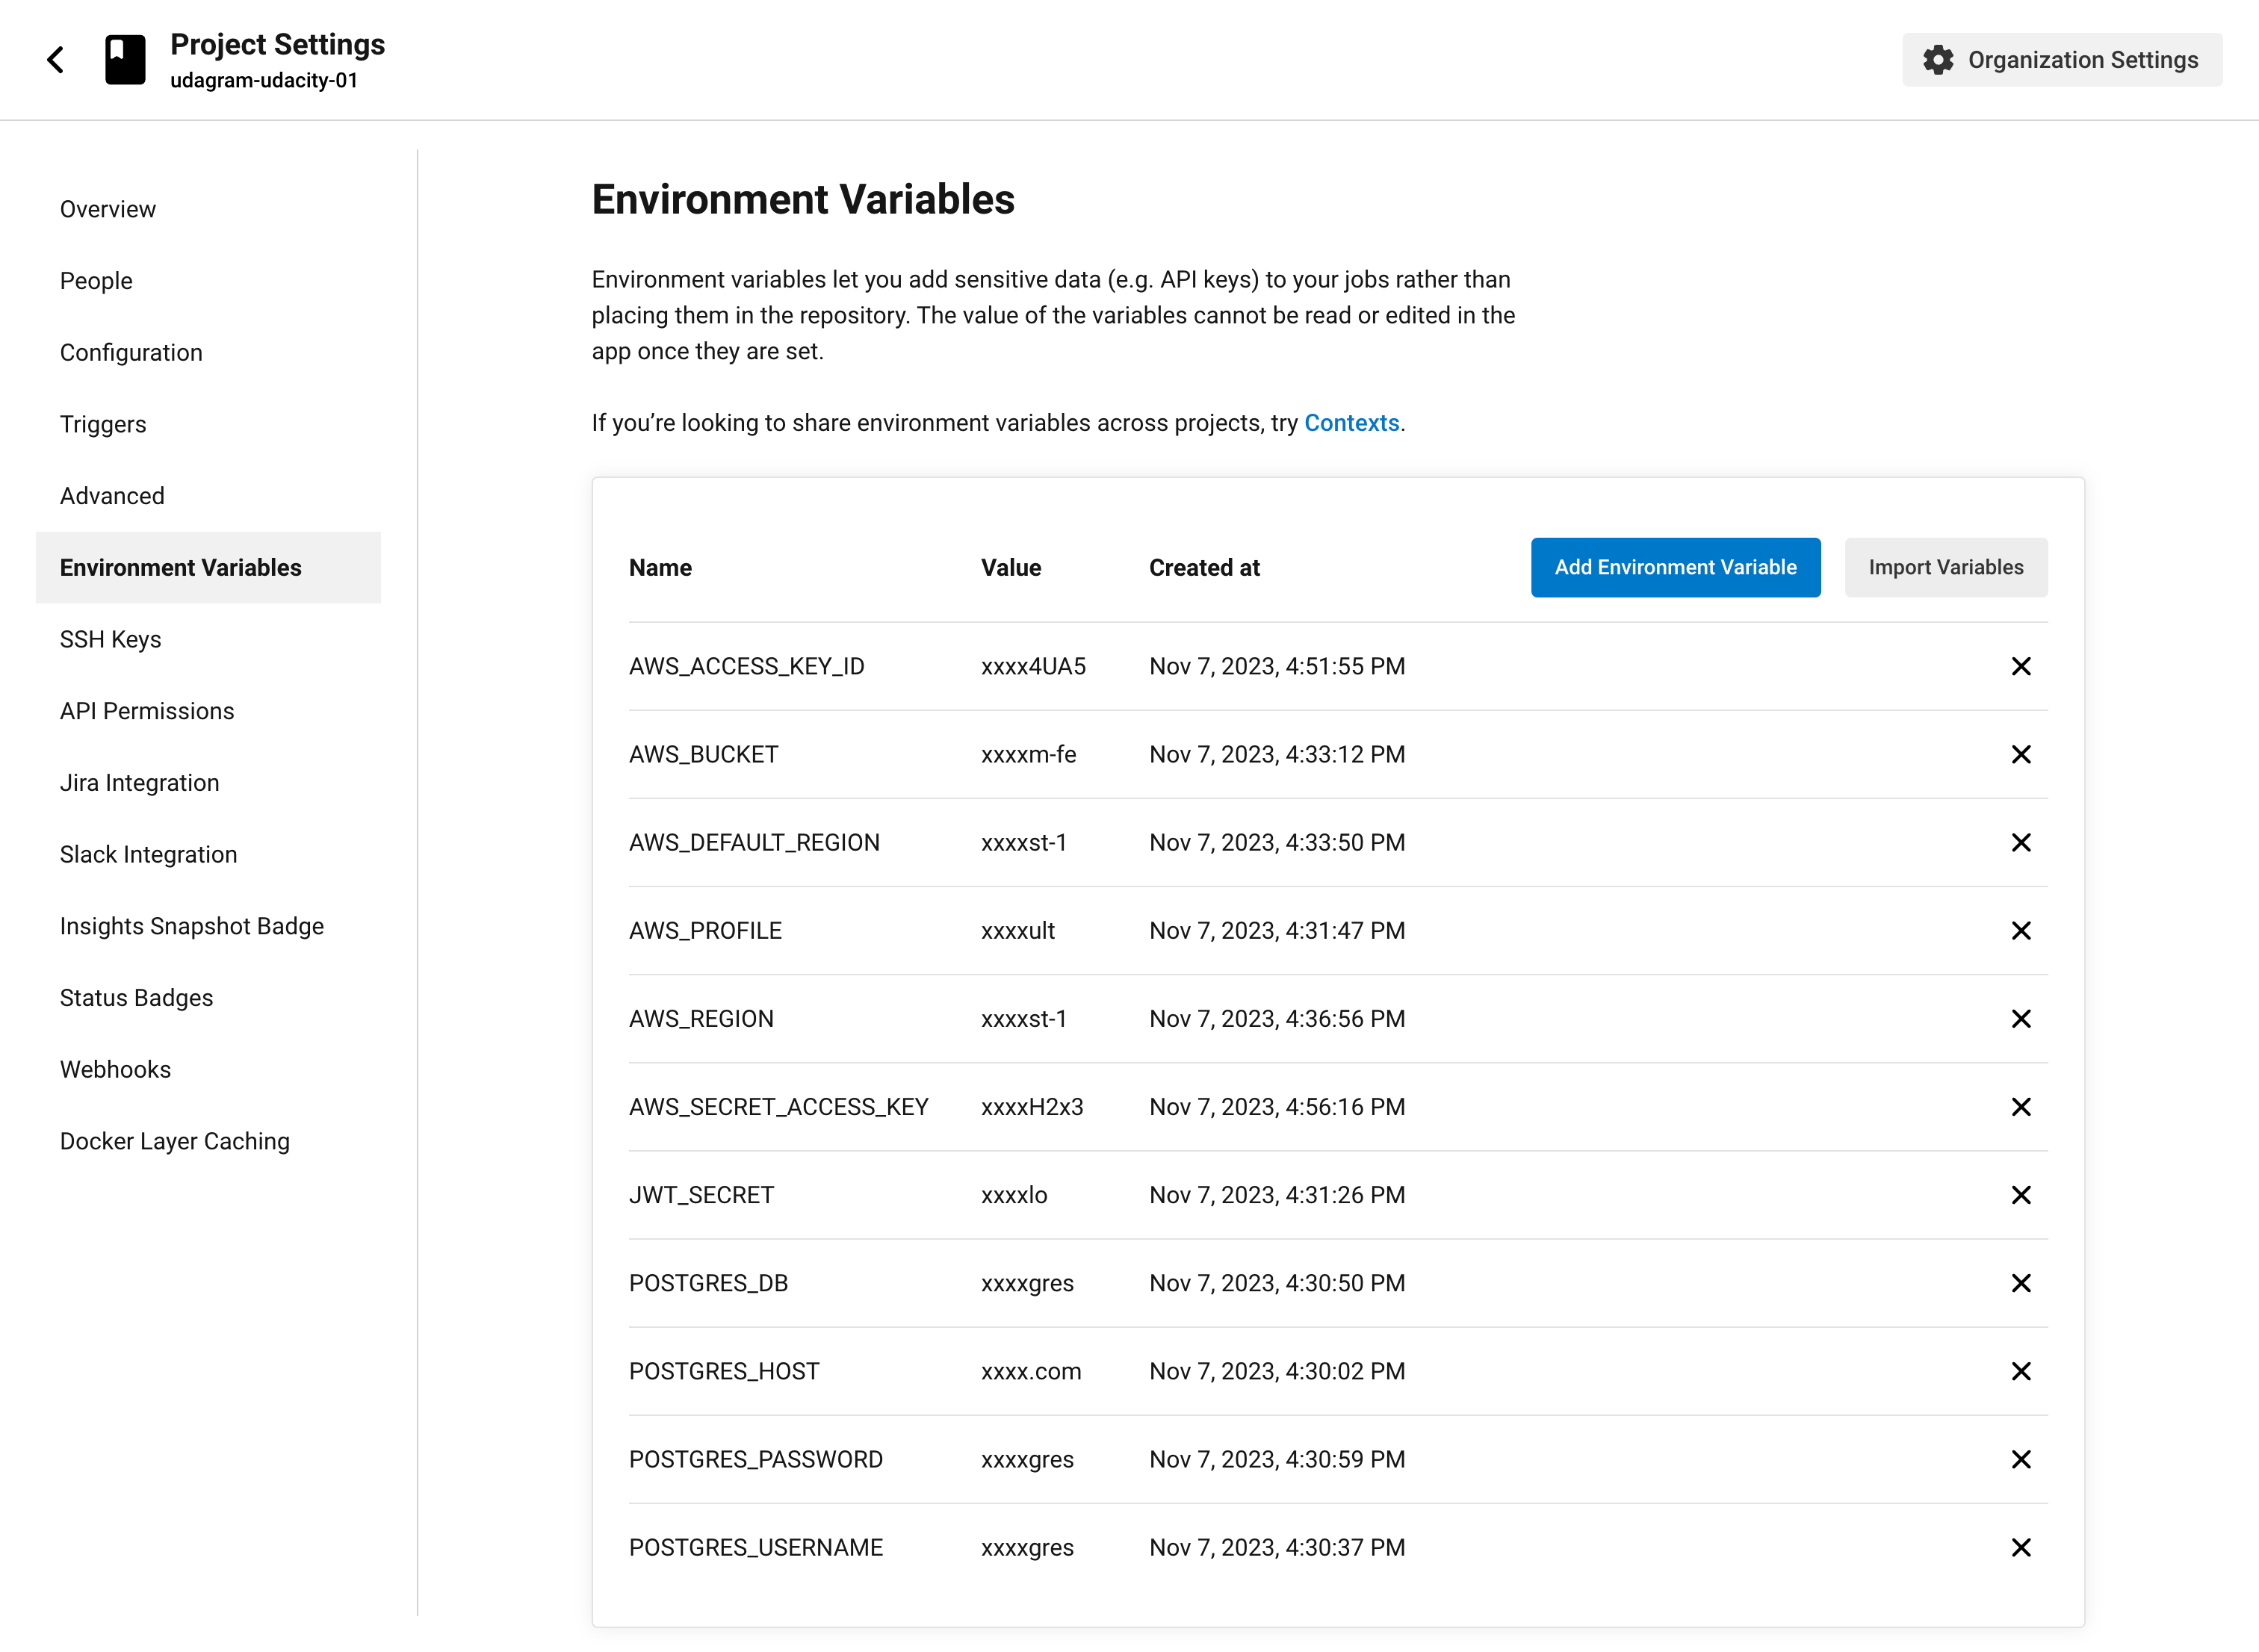 Project Settings
udagram-udacity-01
Organization Settings
Overview
People
Configuration
Triggers
Advanced
Environment Variables
SSH Keys
API Permissions
Jira Integration
Slack Integration
Insights Snapshot Badge
Status Badges
Webhooks
Docker Layer Caching
Environment Variables
Environment variables let you add sensitive data (e.g. API keys) to your jobs rather than
placing them in the repository. The value of the variables cannot be read or edited in the
app once they are set.
If you’re looking to share environment variables across projects, try Contexts.
Name Value Created at Add Environment Variable Import Variables
AWS_ACCESS_KEY_ID xxxx4UA5 Nov 7, 2023, 4:51:55 PM
AWS_BUCKET xxxxm-fe Nov 7, 2023, 4:33:12 PM
AWS_DEFAULT_REGION xxxxst-1 Nov 7, 2023, 4:33:50 PM
AWS_PROFILE xxxxult Nov 7, 2023, 4:31:47 PM
AWS_REGION xxxxst-1 Nov 7, 2023, 4:36:56 PM
AWS_SECRET_ACCESS_KEY xxxxH2x3 Nov 7, 2023, 4:56:16 PM
JWT_SECRET xxxxlo Nov 7, 2023, 4:31:26 PM
POSTGRES_DB xxxxgres Nov 7, 2023, 4:30:50 PM
POSTGRES_HOST xxxx.com Nov 7, 2023, 4:30:02 PM
POSTGRES_PASSWORD xxxxgres Nov 7, 2023, 4:30:59 PM
POSTGRES_USERNAME xxxxgres Nov 7, 2023, 4:30:37 PM